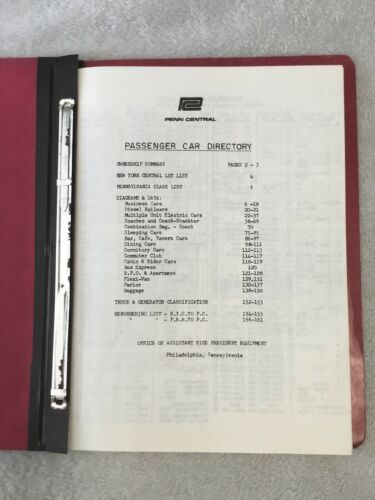 PC
PENN CENTRAL
PASSENGER CAR DIRECTORY
OWNERSHIP SUMMARY PAGES 2 - 3
NEW YORK CENTRAL LOT LIST 4
PENNSYLVANIA CLASS LIST 5
DIAGRAMS & DATA:
Business Cars 6-18
Diesel Railcars 20-21
Multiple Unit Electric Cars 22-37
Coaches and Coach-Snackbar 38-69
Combination Bag. - Coach 70
Sleeping Cars 71-85
Bar, Cafe, Tavern Cars 86-97
Dining Cars 98-111
Dormitory Cars 112-113
Commuter Club 114-117
Cabin & Rider Cars 118-119
Box Express 120
R.P.O. & Apartment 121-128
Flexi-Van 129,131
Parlor 130-137
Baggage 138-150
TRUCK & GENERATOR CLASSIFICATION 152-153
RENUMBERING LIST - N.Y.C.TO P.C. 154-155
" " - P.R.R.TO P.C. 156-161
OFFICE OF ASSISTANT VICE PRESIDENT EQUIPMENT
Philadelphia, Pennsylvania